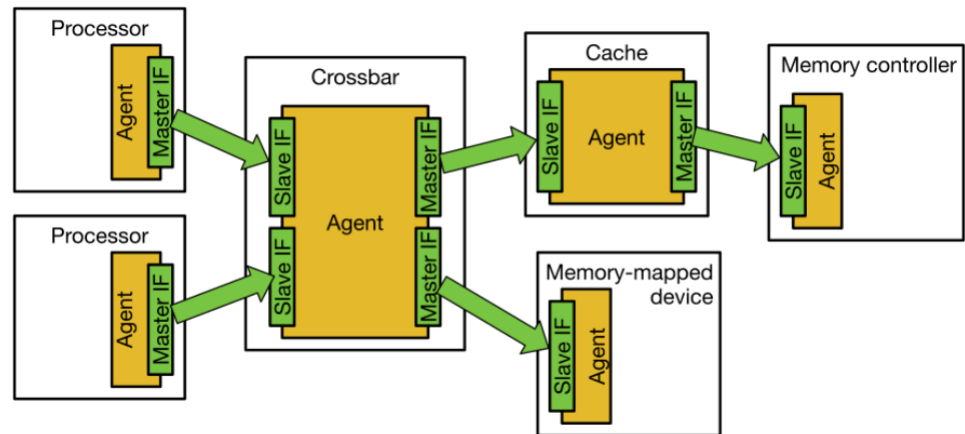 Processor
Agent
Master IF
Processor
Agent
Master IF
Crossbar
Slave IF
Slave IF
Agent
Master IF
Master IF
Cache
Slave IF
Agent
Master IF
Memory controller
Slave IF
Agent
Memory-mapped
device
Slave IF
Agent